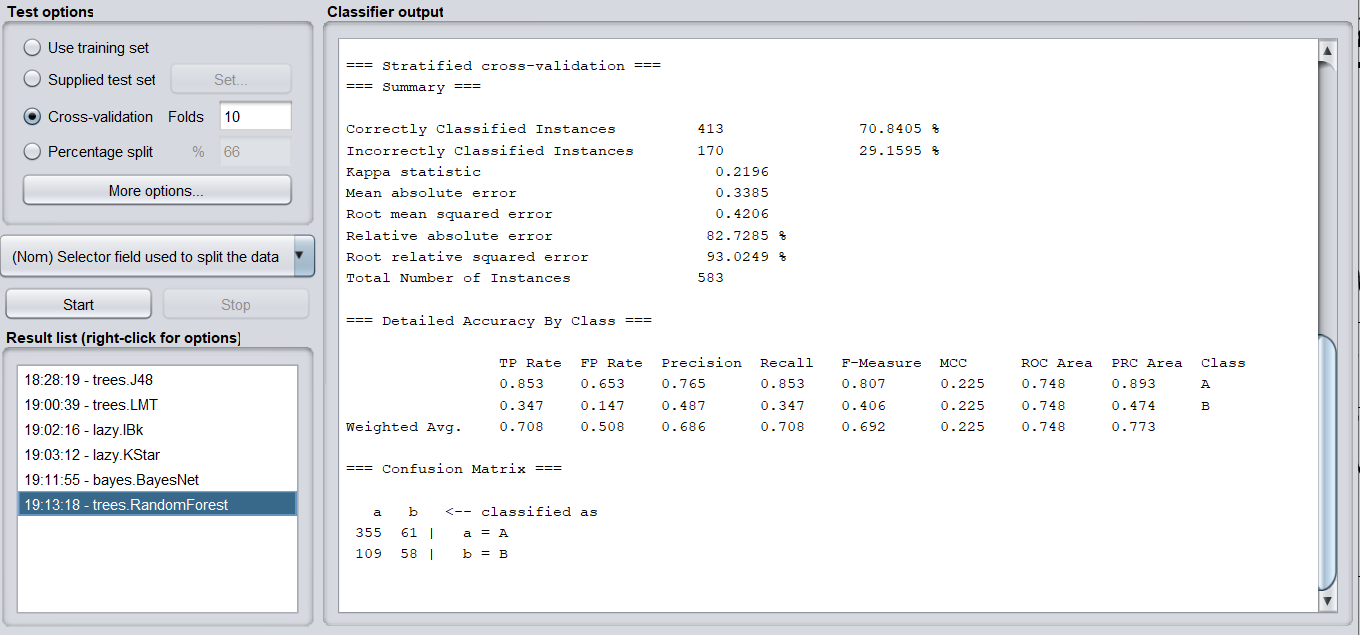 Test options
Use training set
Supplied test set Set...
Cross-validation Folds 10
Percentage split % 66
More options...
(Nom) Selector field used to split the data
Start Stop
Result list (right-click for options)
18:28:19 - trees.J48
19:00:39 - trees.LMT
19:02:16 - lazy.IBk
19:03:12 - lazy.KStar
19:11:55 - bayes.BayesNet
19:13:18 - trees.RandomForest
Classifier output
=== Stratified cross-validation ===
=== Summary ===
Correctly Classified Instances 413 70.8405 %
Incorrectly Classified Instances 170 29.1595 %
Kappa statistic 0.2196
Mean absolute error 0.3385
Root mean squared error 0.4206
Relative absolute error 82.7285 %
Root relative squared error 93.0249 %
Total Number of Instances 583
=== Detailed Accuracy By Class ===
TP Rate FP Rate Precision Recall F-Measure MCC ROC Area PRC Area Class
0.853 0.653 0.765 0.853 0.807 0.225 0.748 0.893 A
0.347 0.147 0.487 0.347 0.406 0.225 0.748 0.474 B
Weighted Avg. 0.708 0.508 0.686 0.708 0.692 0.225 0.748 0.773
=== Confusion Matrix ===
a b <-- classified as
355 61 | a = A
109 58 | b = B